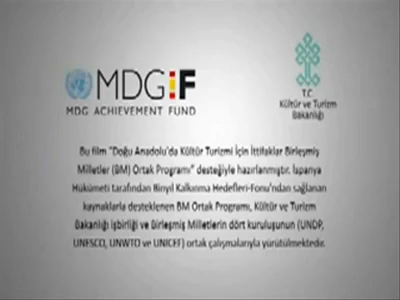 MDG:F
MDG ACHIEVEMENT FUND
T.C.
Kültür ve Turizm
Bakanlığı
Bu film "Doğu Anadolu'da Kültür Turizmi İçin İttifaklar Birleşmiş
Milletler (BM) Ortak Programı" desteğiyle hazırlanmıştır. İspanya
Hükümeti tarafından Binyıl Kalkınma Hedefleri-Fonu'ndan sağlanan
kaynaklarla desteklenen BM Ortak Programı, Kültür ve Turizm
Bakanlığı İşbirliği ve Birleşmiş Milletlerin dört kuruluşunun (UNDP,
UNESCO, UNWTO ve UNICEF) ortak çalışmalarıyla yürütülmektedir.